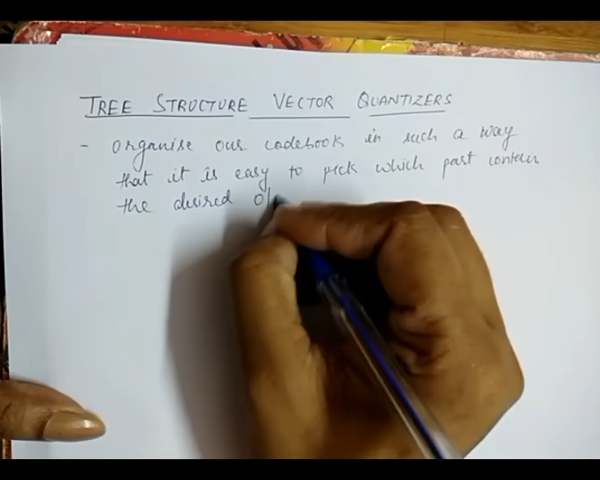 TREE STRUCTURE VECTOR QUANTIZERS
- organise our codebook in such a way
that it is easy to pick which part contain
the desired O/